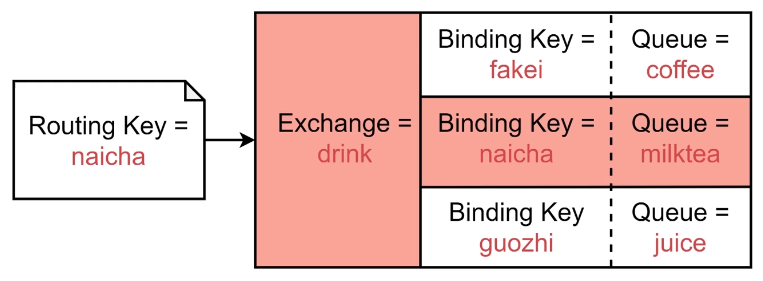 Routing Key =
naicha
Exchange =
drink
Binding Key =
fakei
Queue =
coffee
Binding Key =
naicha
Queue =
milktea
Binding Key
guozhi
Queue =
juice